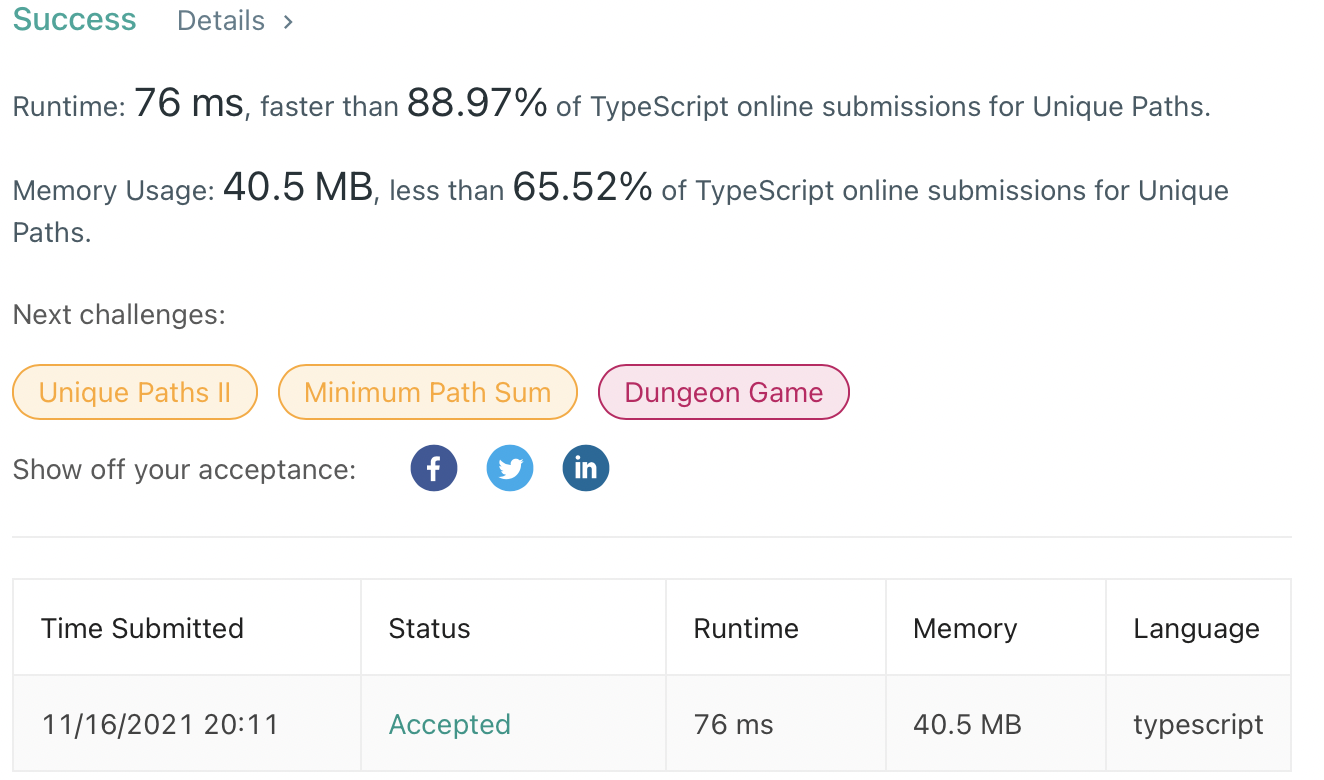 Success Details >
Runtime: 76 ms, faster than 88.97% of TypeScript online submissions for Unique Paths.
Memory Usage: 40.5 MB, less than 65.52% of TypeScript online submissions for Unique
Paths.
Next challenges:
Unique Paths II Minimum Path Sum Dungeon Game
Show off your acceptance: f in
Time Submitted Status Runtime Memory Language
11/16/2021 20:11 Accepted 76 ms 40.5 MB typescript